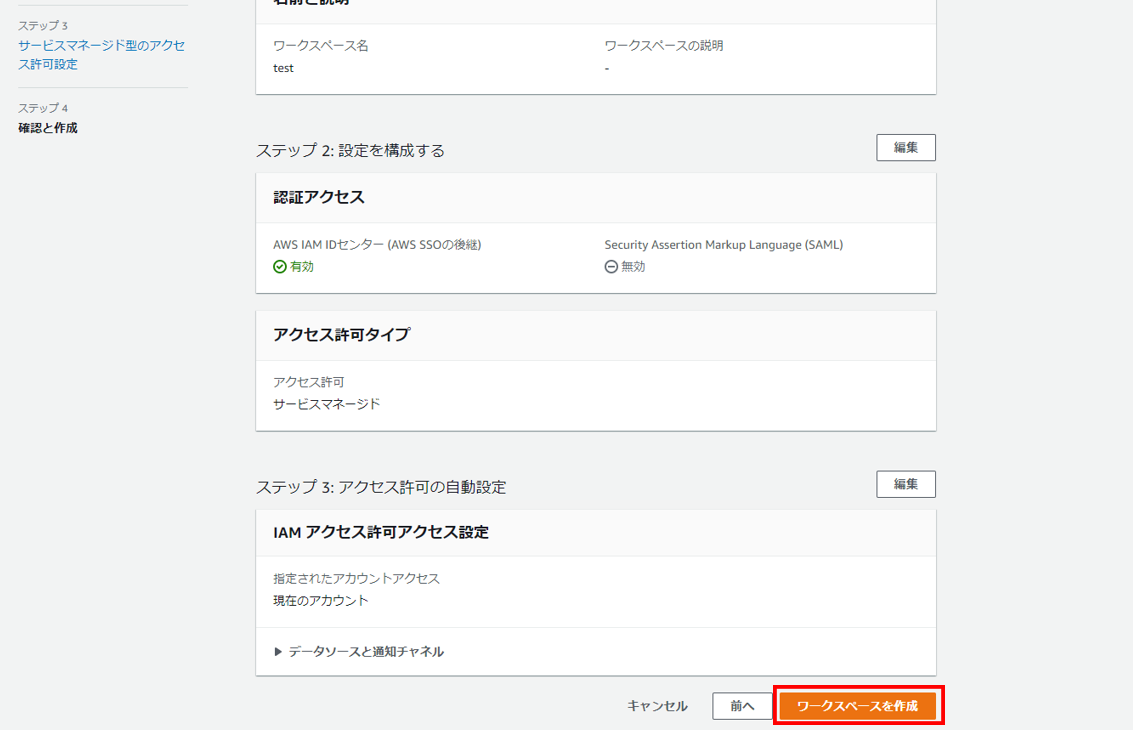 ステップ 3
サービスマネージド型のアクセ
ス許可設定
ステップ 4
確認と作成
名前と説明
ワークスペース名
ワークスペースの説明
test
-
ステップ 2: 設定を構成する
編集
認証アクセス
AWS IAM IDセンター (AWS SSOの後継)
Security Assertion Markup Language (SAML)
有効
無効
アクセス許可タイプ
アクセス許可
サービスマネージド
ステップ 3: アクセス許可の自動設定
編集
IAM アクセス許可アクセス設定
指定されたアカウントアクセス
現在のアカウント
データソースと通知チャネル
キャンセル
前へ
ワークスペースを作成